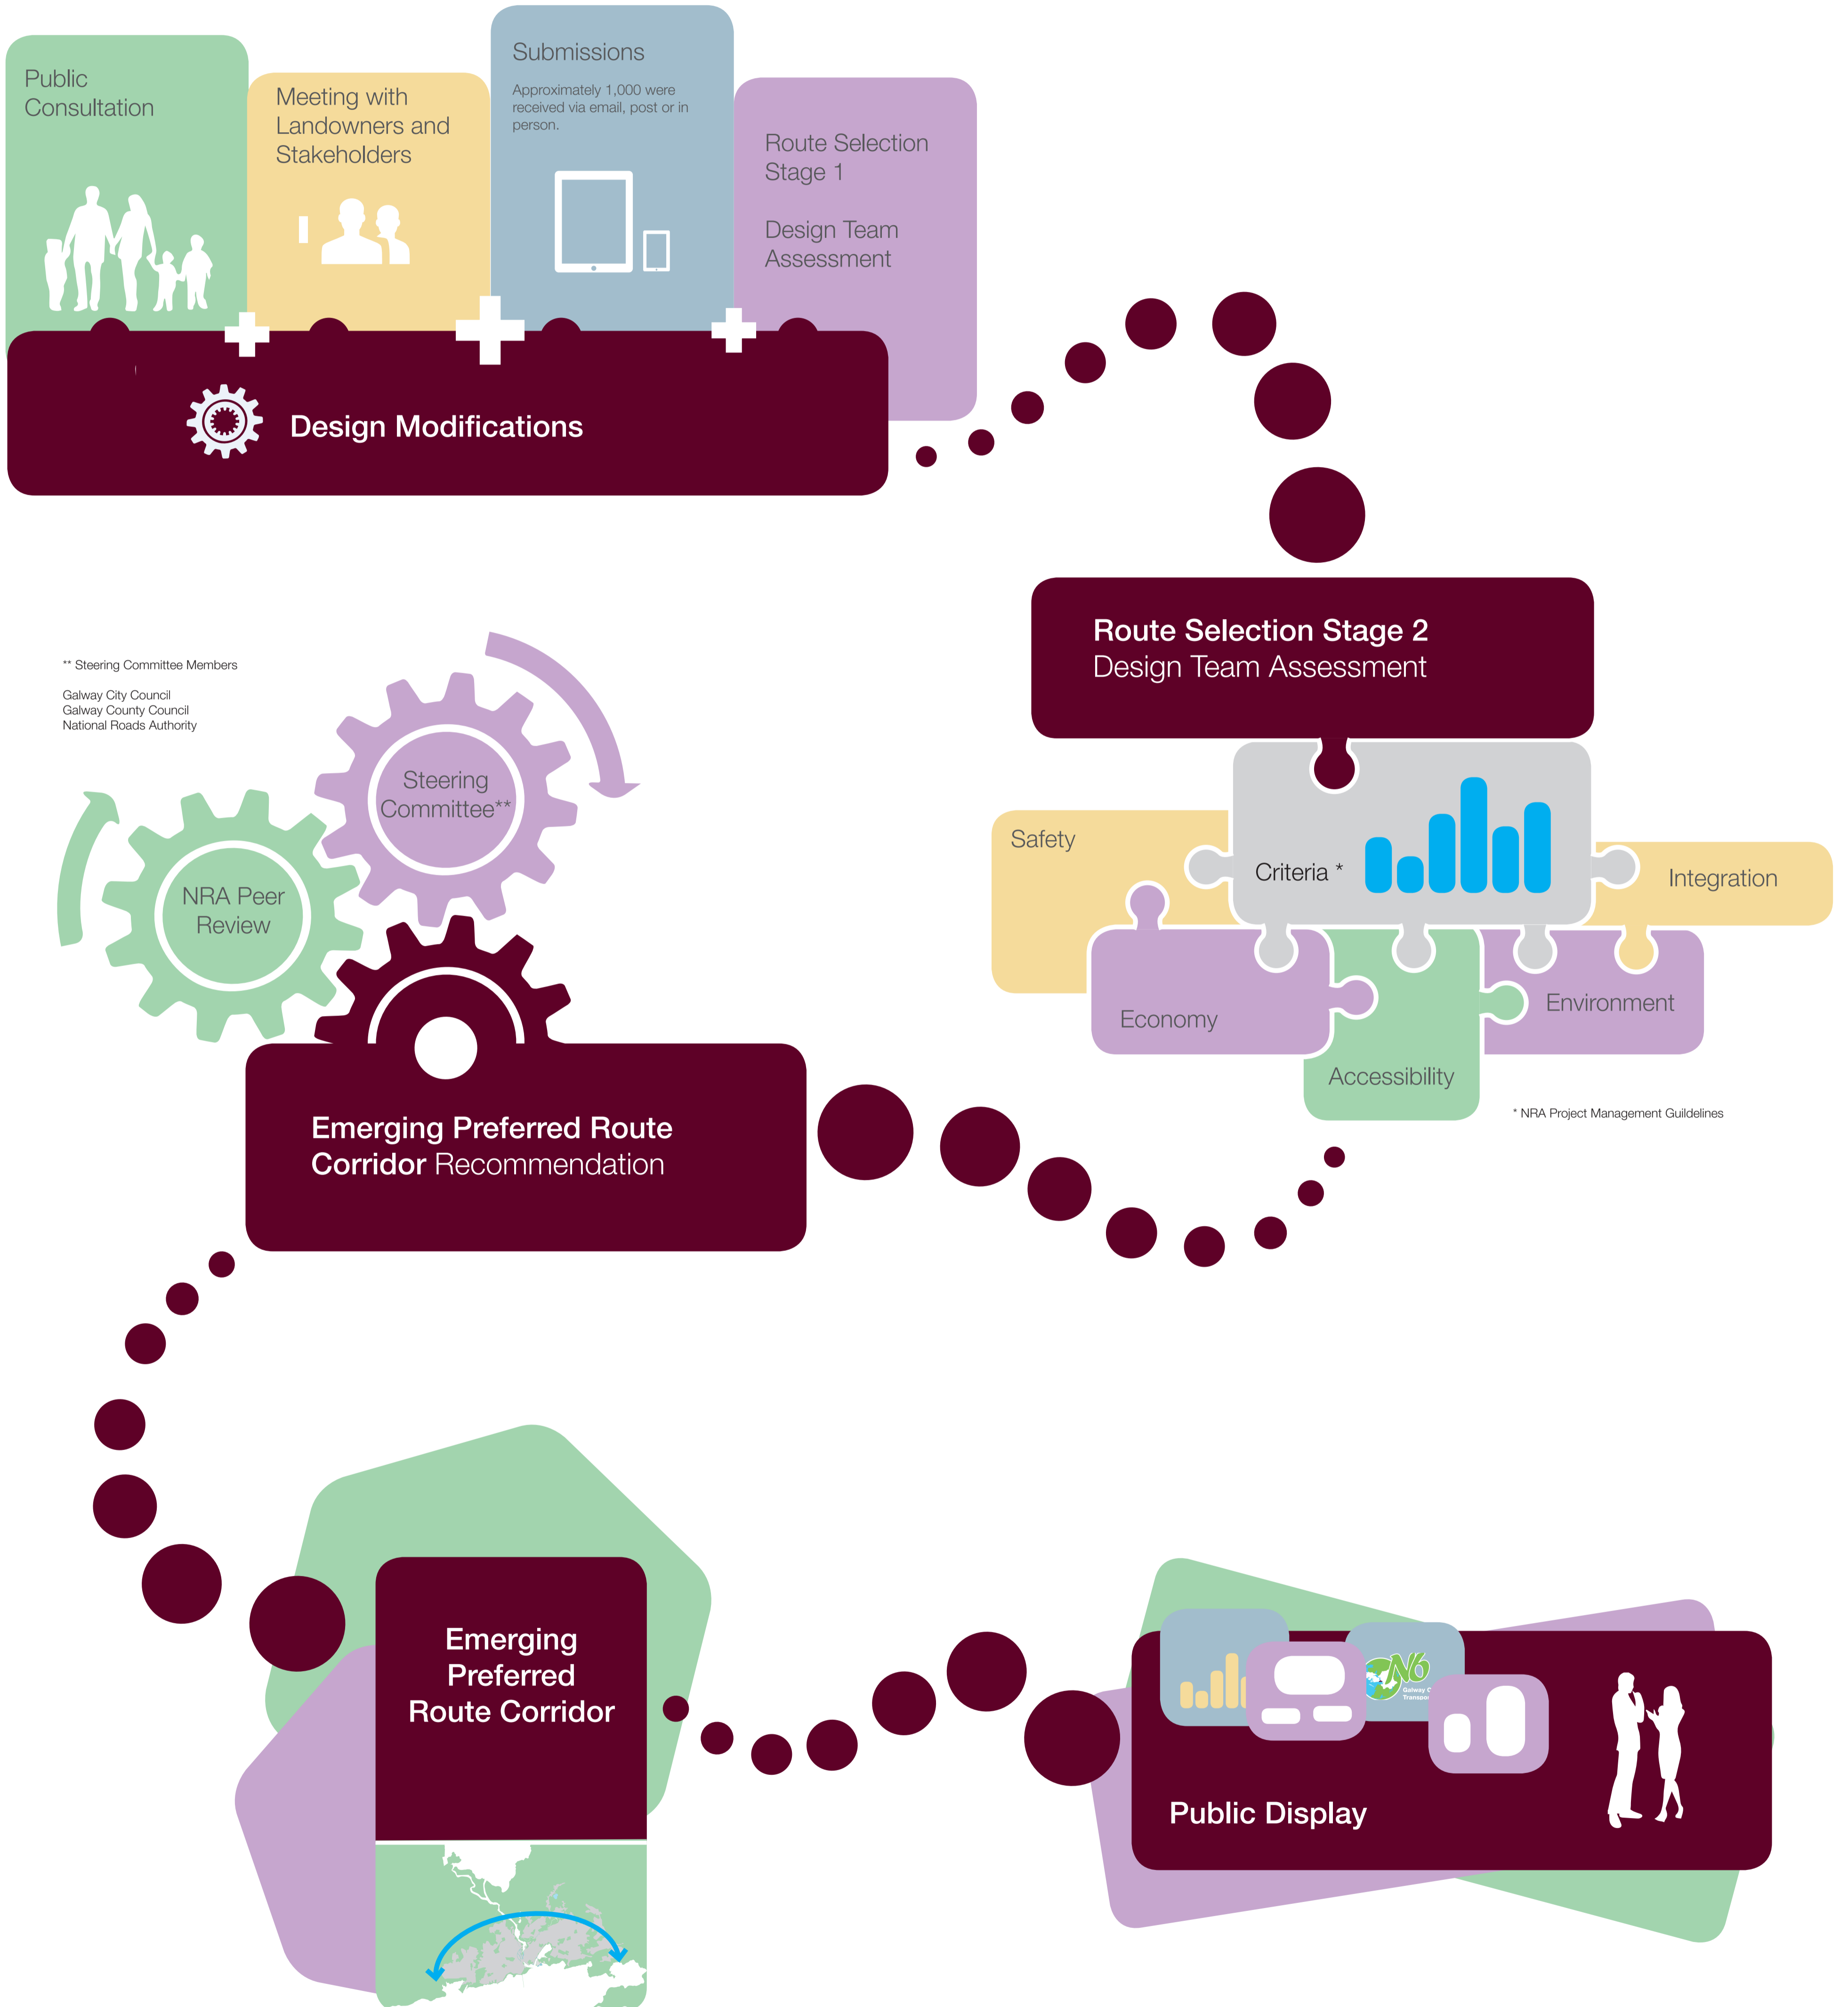 Public
Consultation
Meeting with
Landowners and
Stakeholders
Submissions
Approximately 1,000 were
received via email, post or in
person.
Route Selection
Stage 1
Design Team
Assessment
Design Modifications
Route Selection Stage 2
Design Team Assessment
Safety
Criteria *
Integration
Economy
Environment
Accessibility
* NRA Project Management Guildelines
** Steering Committee Members
Galway City Council
Galway County Council
National Roads Authority
Steering
Committee**
NRA Peer
Review
Emerging Preferred Route
Corridor Recommendation
Emerging
Preferred
Route Corridor
N6
Galway
Public Display